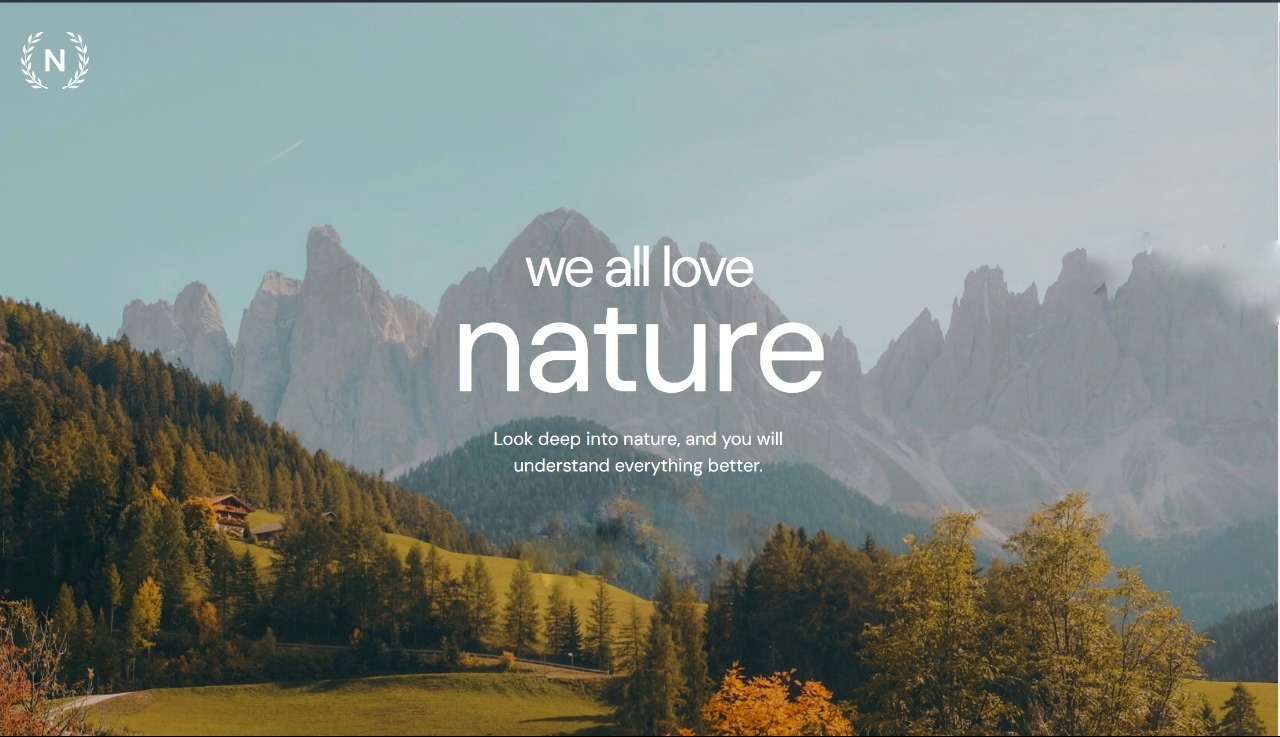 N
we all love
nature
Look deep into nature, and you will
understand everything better.